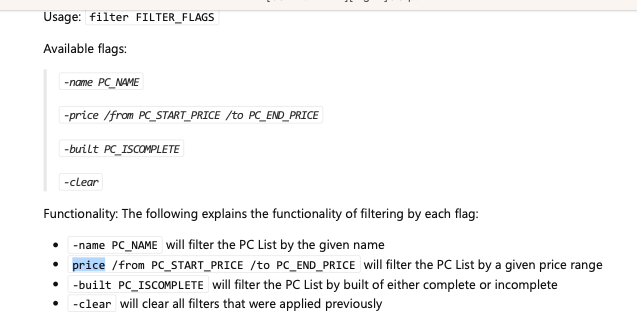 Usage: filter FILTER_FLAGS
Available flags:
-name PC_NAME
-price /from PC_START_PRICE /to PC_END_PRICE
-built PC_ISCOMPLETE
-clear
Functionality: The following explains the functionality of filtering by each flag:
• -name PC_NAME will filter the PC List by the given name
• price /from PC_START_PRICE /to PC_END_PRICE will filter the PC List by a given price range
• -built PC_ISCOMPLETE will filter the PC List by built of either complete or incomplete
• -clear will clear all filters that were applied previously